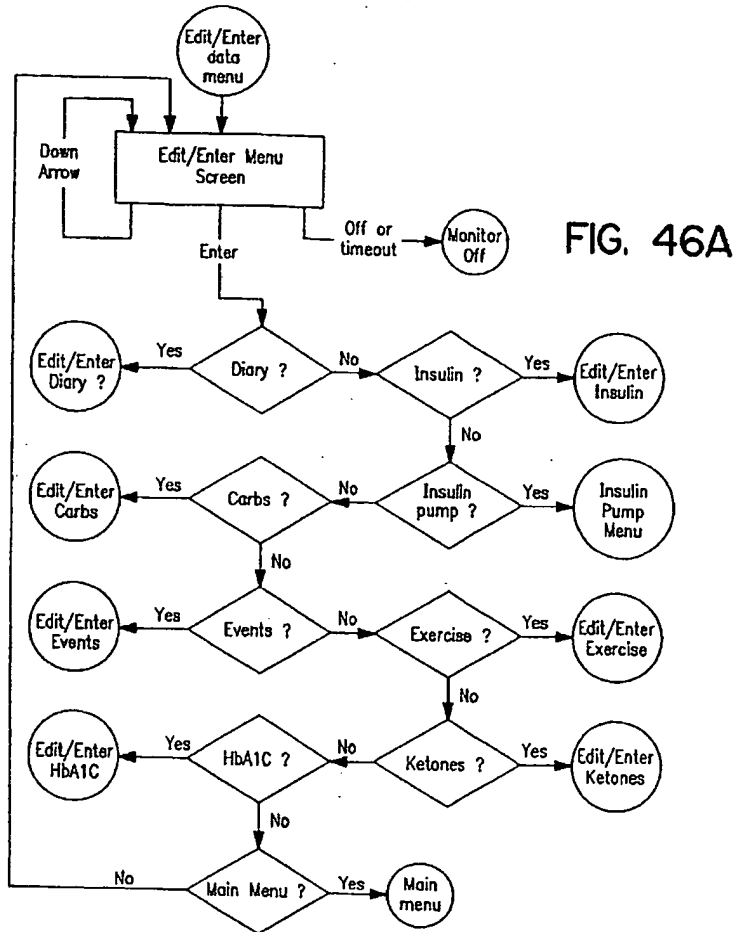 Edit/Enter
data
menu
Down
Arrow
Edit/Enter Menu
Screen
Off or
timeout
Monitor
Off
FIG. 46A
Enter
Edit/Enter
Diary ?
Yes
Diary ?
No
Insulin ?
Yes
Edit/Enter
Insulin
No
Edit/Enter
Carbs
Yes
Carbs ?
No
Insulin
pump ?
Yes
Insulin
Pump
Menu
No
Edit/Enter
Events
Yes
Events ?
No
Exercise ?
Yes
Edit/Enter
Exercise
No
Edit/Enter
HbA1C
Yes
HbA1C ?
No
Ketones ?
Yes
Edit/Enter
Ketones
No
No
Main Menu ?
Yes
Main
menu